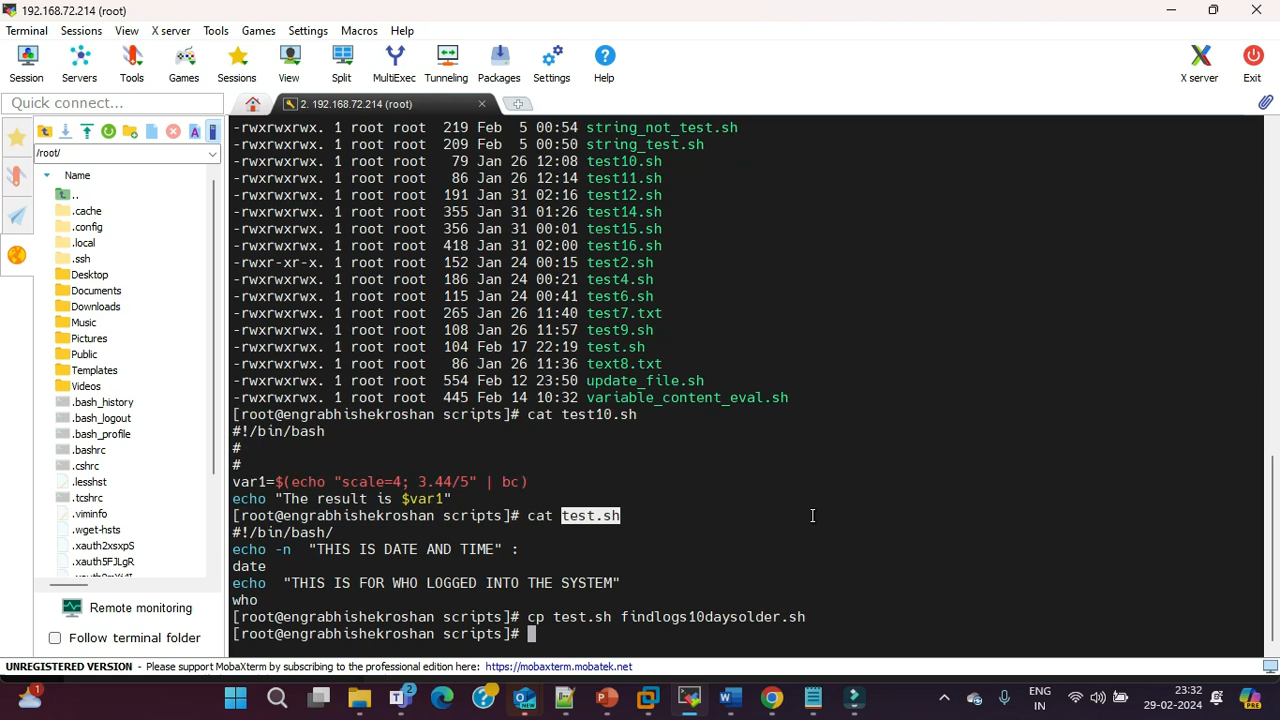 192.168.72.214 (root)
Terminal Sessions View X server Tools Games Settings Macros Help
Session Servers Tools Games Sessions View Split MultiExec Tunneling Packages Settings Help X server Exit
Quick connect...
2. 192.168.72.214 (root)
/root/
Name
..
.cache
.config
.local
.ssh
Desktop
Documents
Downloads
Music
Pictures
Public
Templates
Videos
.bash_history
.bash_logout
.bash_profile
.bashrc
.cshrc
.lesshst
.tcshrc
.viminfo
.wget-hsts
.xauth2xsxpS
.xauth5FJLgR
Remote monitoring
Follow terminal folder
-rwxrwxrwx. 1 root root  219 Feb  5 00:54 string_not_test.sh
-rwxrwxrwx. 1 root root  209 Feb  5 00:50 string_test.sh
-rwxrwxrwx. 1 root root   79 Jan 26 12:08 test10.sh
-rwxrwxrwx. 1 root root   86 Jan 26 12:14 test11.sh
-rwxrwxrwx. 1 root root  191 Jan 31 02:16 test12.sh
-rwxrwxrwx. 1 root root  355 Jan 31 01:26 test14.sh
-rwxrwxrwx. 1 root root  356 Jan 31 00:01 test15.sh
-rwxrwxrwx. 1 root root  418 Jan 31 02:00 test16.sh
-rwxr-xr-x. 1 root root  152 Jan 24 00:15 test2.sh
-rwxrwxrwx. 1 root root  186 Jan 24 00:21 test4.sh
-rwxrwxrwx. 1 root root  115 Jan 24 00:41 test6.sh
-rwxrwxrwx. 1 root root  265 Jan 26 11:40 test7.txt
-rwxrwxrwx. 1 root root  108 Jan 26 11:57 test9.sh
-rwxrwxrwx. 1 root root  104 Feb 17 22:19 test.sh
-rwxrwxrwx. 1 root root   86 Jan 26 11:36 text8.txt
-rwxrwxrwx. 1 root root  554 Feb 12 23:50 update_file.sh
-rwxrwxrwx. 1 root root  445 Feb 14 10:32 variable_content_eval.sh
[root@engrabhishekroshan scripts]# cat test10.sh
#!/bin/bash
#
#
var1=$(echo "scale=4; 3.44/5" | bc)
echo "The result is $var1"
[root@engrabhishekroshan scripts]# cat test.sh
#!/bin/bash/
echo -n  "THIS IS DATE AND TIME" :
date
echo  "THIS IS FOR WHO LOGGED INTO THE SYSTEM"
who
[root@engrabhishekroshan scripts]# cp test.sh findlogs10daysolder.sh
[root@engrabhishekroshan scripts]#
UNREGISTERED VERSION - Please support MobaXterm by subscribing to the professional edition here: https://mobaxterm.mobatek.net
1
2
NEW
ENG
IN
23:32
29-02-2024
PRE